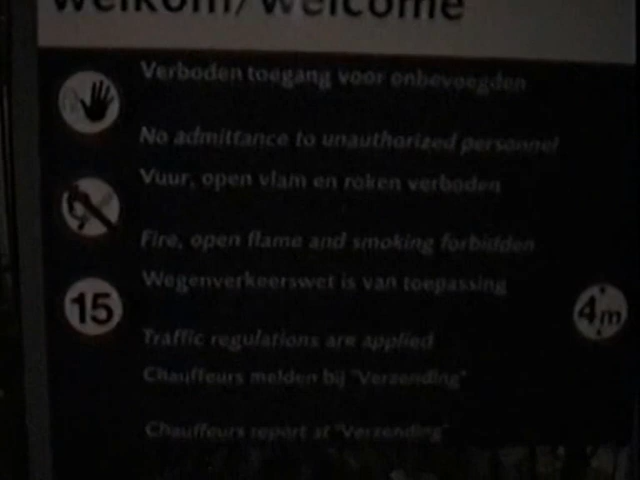 welkom/welcome
Verboden toegang voor onbevoegden
No admittance to unauthorized personnel
Vuur, open vlam en roken verboden
Fire, open flame and smoking forbidden
Wegenverkeerswet is van toepassing
15
4m
Traffic regulations are applied
Chauffeurs melden bij "Verzending"
Chauffeurs report at "Verzending"